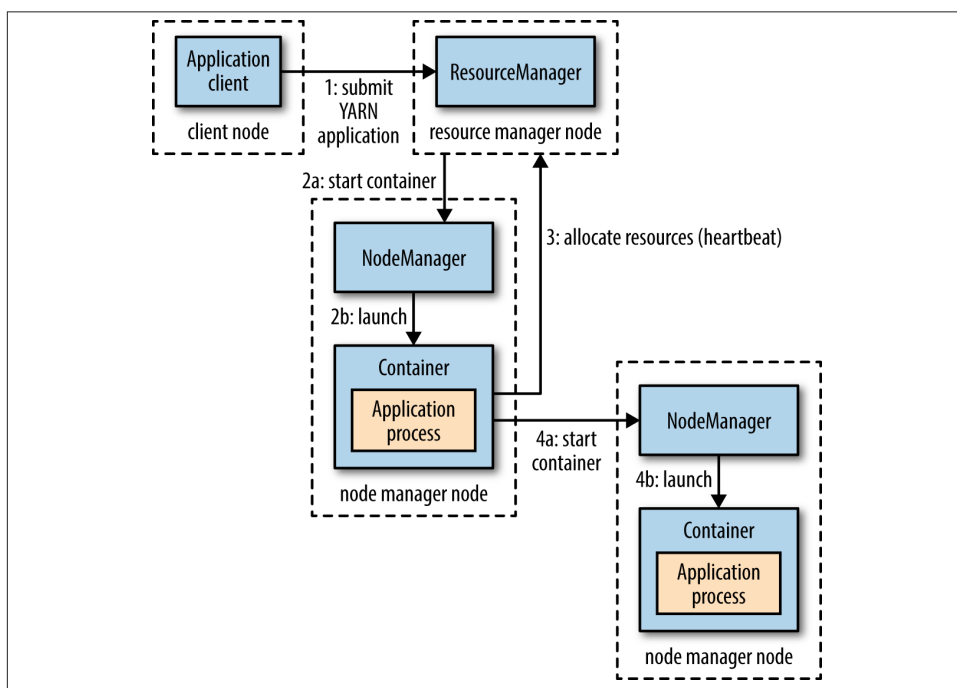 Application
client
client node
1: submit
YARN
application
ResourceManager
resource manager node
2a: start container
NodeManager
2b: launch
Container
Application
process
node manager node
3: allocate resources (heartbeat)
4a: start
container
NodeManager
4b: launch
Container
Application
process
node manager node